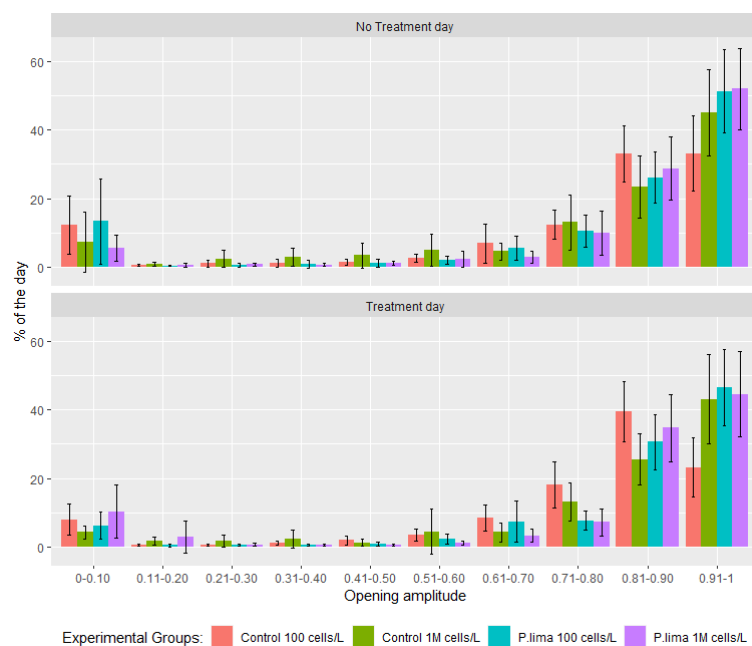 No Treatment day
60
40
20
0
Treatment day
60
40
20
0
% of the day
0-0.10 0.11-0.20 0.21-0.30 0.31-0.40 0.41-0.50 0.51-0.60 0.61-0.70 0.71-0.80 0.81-0.90 0.91-1
Opening amplitude
Experimental Groups: Control 100 cells/L Control 1M cells/L P.lima 100 cells/L P.lima 1M cells/L